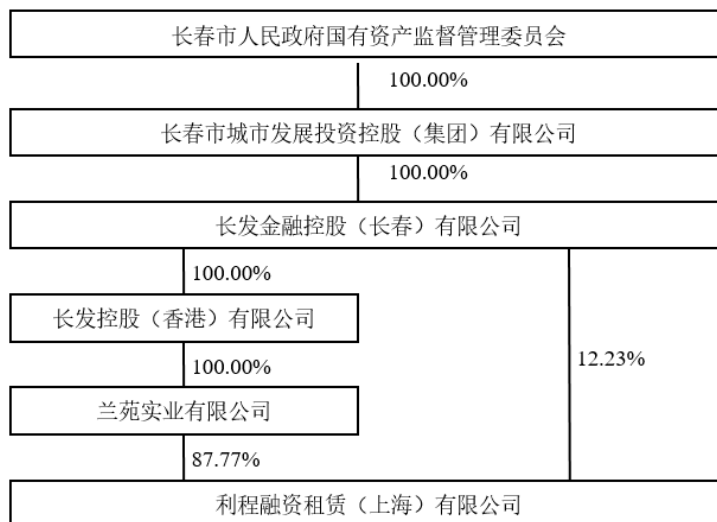 长春市人民政府国有资产监督管理委员会
100.00%
长春市城市发展投资控股（集团）有限公司
100.00%
长发金融控股（长春）有限公司
100.00%
长发控股（香港）有限公司
100.00%
12.23%
兰苑实业有限公司
87.77%
利程融资租赁（上海）有限公司